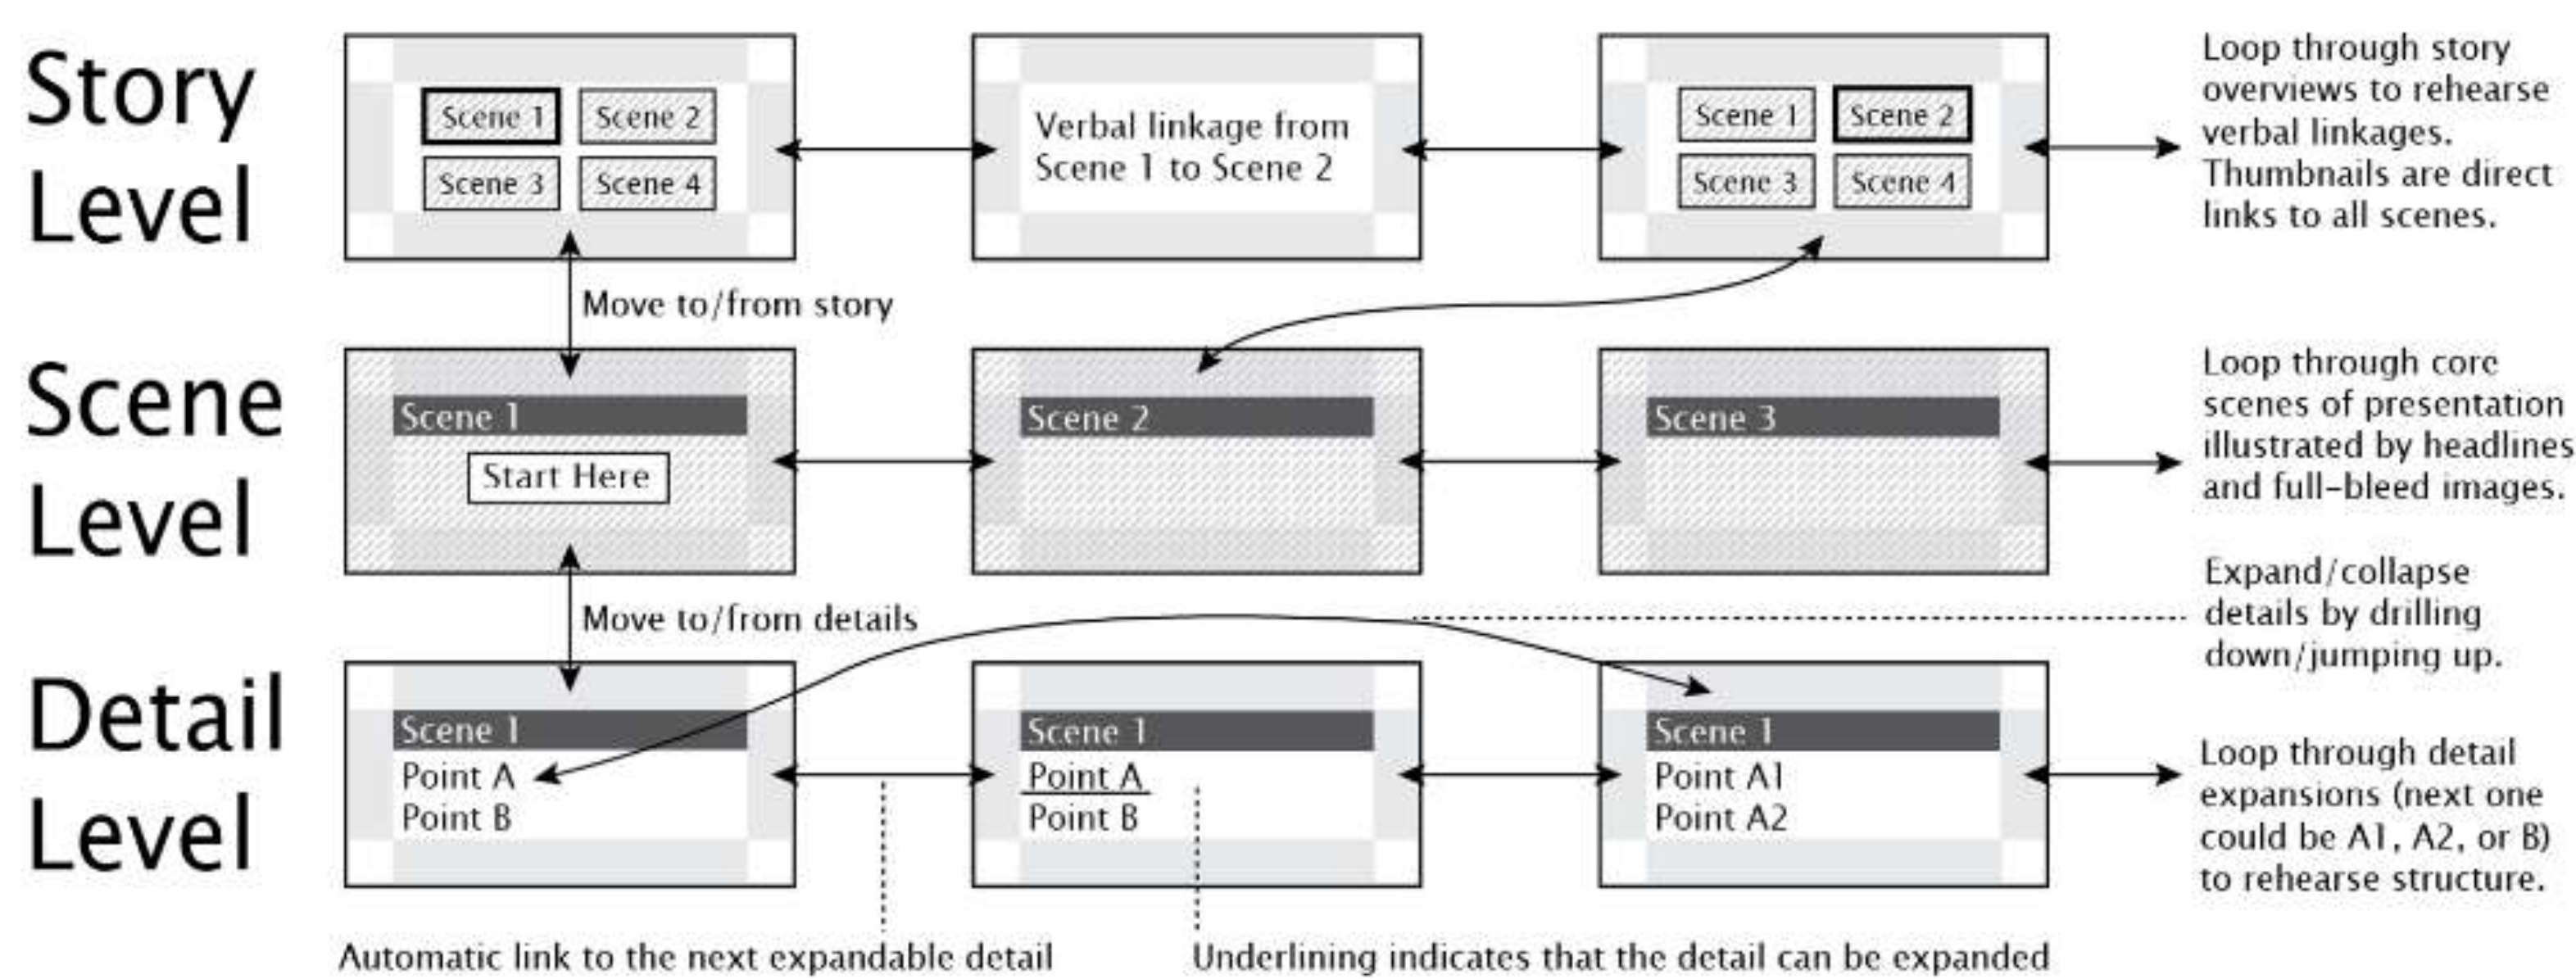 Story
Level
Scene 1
Scene 2
Scene 3
Scene 4
Verbal linkage from
Scene 1 to Scene 2
Scene 1
Scene 2
Scene 3
Scene 4
Loop through story
overviews to rehearse
verbal linkages.
Thumbnails are direct
links to all scenes.
Move to/from story
Scene
Level
Scene 1
Start Here
Scene 2
Scene 3
Loop through core
scenes of presentation
illustrated by headlines
and full-bleed images.
Move to/from details
Expand/collapse
details by drilling
down/jumping up.
Detail
Level
Scene 1
Point A
Point B
Scene 1
Point A
Point B
Scene 1
Point A1
Point A2
Loop through detail
expansions (next one
could be A1, A2, or B)
to rehearse structure.
Automatic link to the next expandable detail
Underlining indicates that the detail can be expanded